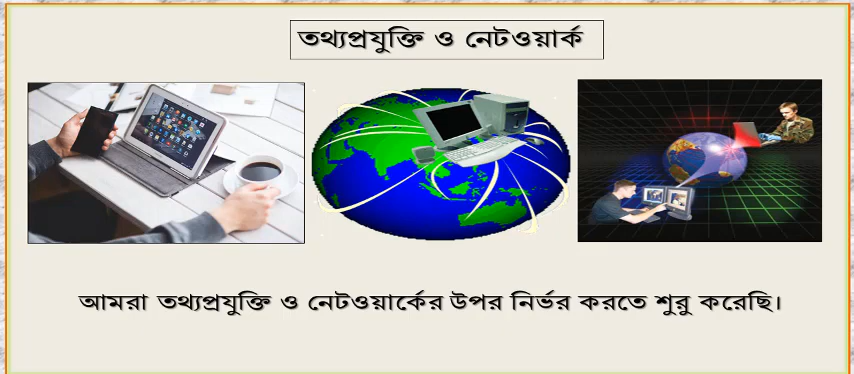 তথ্যপ্রযুক্তি ও নেটওয়ার্ক
আমরা তথ্যপ্রযুক্তি ও নেটওয়ার্কের উপর নির্ভর করতে শুরু করেছি।